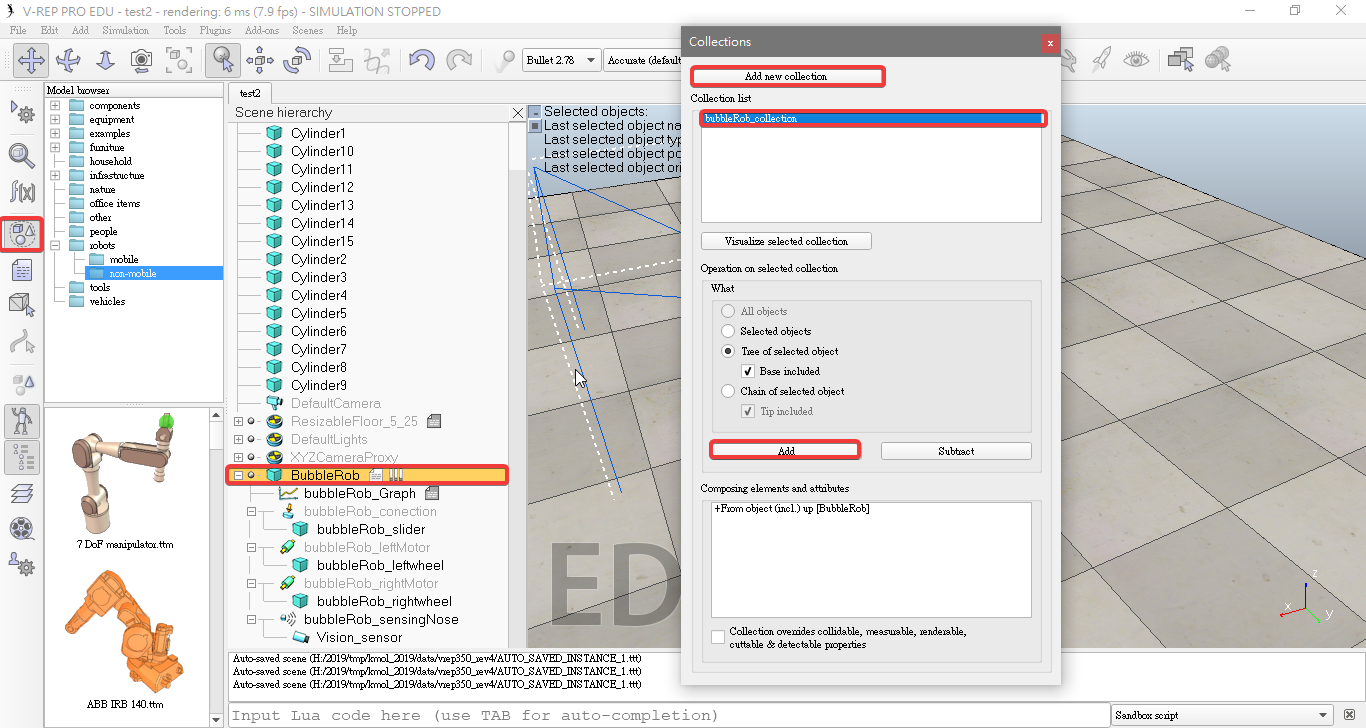 V-REP PRO EDU - test2 - rendering: 6 ms (7.9 fps) - SIMULATION STOPPED
File Edit Add Simulation Tools Plugins Add-ons Scenes Help
Bullet 2.78
Accurate (default
Model browser
components
equipment
examples
furniture
household
infrastructure
nature
office items
other
people
robots
mobile
non-mobile
tools
vehicles
7 DoF manipulator.ttm
ABB IRB 140.ttm
test2
Scene hierarchy
Cylinder1
Cylinder10
Cylinder11
Cylinder12
Cylinder13
Cylinder14
Cylinder15
Cylinder2
Cylinder3
Cylinder4
Cylinder5
Cylinder6
Cylinder7
Cylinder8
Cylinder9
DefaultCamera
ResizableFloor_5_25
DefaultLights
XYZCameraProxy
BubbleRob
bubbleRob_Graph
bubbleRob_conection
bubbleRob_slider
bubbleRob_leftMotor
bubbleRob_leftwheel
bubbleRob_rightMotor
bubbleRob_rightwheel
bubbleRob_sensingNose
Vision_sensor
Selected objects:
Last selected object na
Last selected object typ
Last selected object po
Last selected object ori
ED
Collections
x
Add new collection
Collection list
bubbleRob_collection
Visualize selected collection
Operation on selected collection
What
All objects
Selected objects
Tree of selected object
Base included
Chain of selected object
Tip included
Add Subtract
Composing elements and attributes
+From object (incl.) up [BubbleRob]
Collection overrides collidable, measurable, renderable,
cuttable & detectable properties
z
x
y
Auto-saved scene (H:/2019/tmp/kmol_2019/data/vrep350_rev4/AUTO_SAVED_INSTANCE_1.ttt)
Auto-saved scene (H:/2019/tmp/kmol_2019/data/vrep350_rev4/AUTO_SAVED_INSTANCE_1.ttt)
Auto-saved scene (H:/2019/tmp/kmol_2019/data/vrep350_rev4/AUTO_SAVED_INSTANCE_1.ttt)
Input Lua code here (use TAB for auto-completion)
Sandbox script